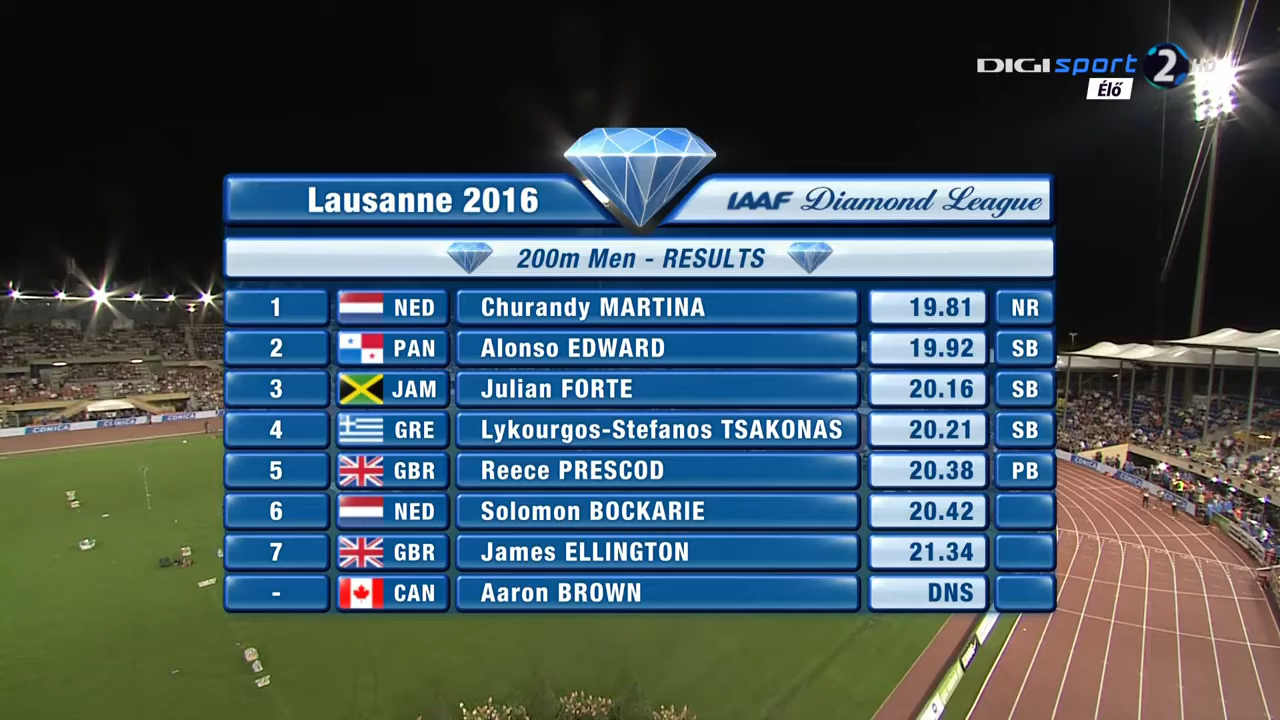 DIGI sport 2 HD
Élő
Lausanne 2016 IAAF Diamond League
200m Men - RESULTS
1 NED Churandy MARTINA 19.81 NR
2 PAN Alonso EDWARD 19.92 SB
3 JAM Julian FORTE 20.16 SB
4 GRE Lykourgos-Stefanos TSAKONAS 20.21 SB
5 GBR Reece PRESCOD 20.38 PB
6 NED Solomon BOCKARIE 20.42
7 GBR James ELLINGTON 21.34
- CAN Aaron BROWN DNS
CONICA CONICA CONICA